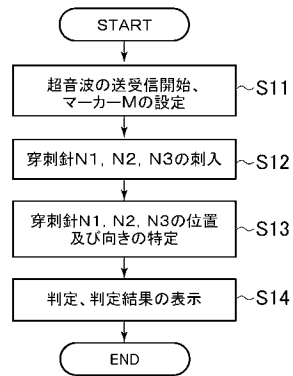 START
超音波の送受信開始、
マーカーMの設定
S11
穿刺針N1, N2, N3の刺入
S12
穿刺針N1, N2, N3の位置
及び向きの特定
S13
判定、判定結果の表示
S14
END